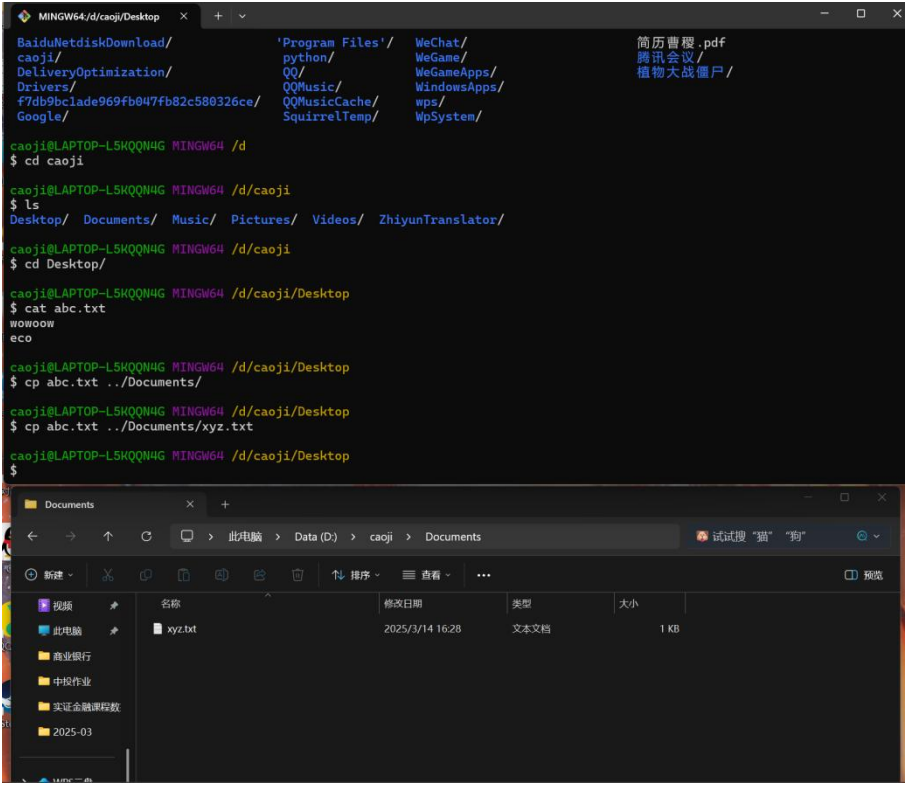 MINGW64:/d/caoji/Desktop
BaiduNetdiskDownload/ 'Program Files'/ WeChat/ 简历曹稷.pdf
caoji/ python/ WeGame/ 腾讯会议/
DeliveryOptimization/ QQ/ WeGameApps/ 植物大战僵尸/
Drivers/ QQMusic/ WindowsApps/
f7db9bc1ade969fb047fb82c580326ce/ QQMusicCache/ wps/
Google/ SquirrelTemp/ WpSystem/
caoji@LAPTOP-L5KQQN4G MINGW64 /d
$ cd caoji
caoji@LAPTOP-L5KQQN4G MINGW64 /d/caoji
$ ls
Desktop/ Documents/ Music/ Pictures/ Videos/ ZhiyunTranslator/
caoji@LAPTOP-L5KQQN4G MINGW64 /d/caoji
$ cd Desktop/
caoji@LAPTOP-L5KQQN4G MINGW64 /d/caoji/Desktop
$ cat abc.txt
wowoow
eco
caoji@LAPTOP-L5KQQN4G MINGW64 /d/caoji/Desktop
$ cp abc.txt ../Documents/
caoji@LAPTOP-L5KQQN4G MINGW64 /d/caoji/Desktop
$ cp abc.txt ../Documents/xyz.txt
caoji@LAPTOP-L5KQQN4G MINGW64 /d/caoji/Desktop
$
Documents
此电脑 > Data (D:) > caoji > Documents 试试搜 “猫” “狗”
新建 排序 查看 ... 预览
视频 名称 修改日期 类型 大小
此电脑 xyz.txt 2025/3/14 16:28 文本文档 1 KB
商业银行
中投作业
实证金融课程数
2025-03